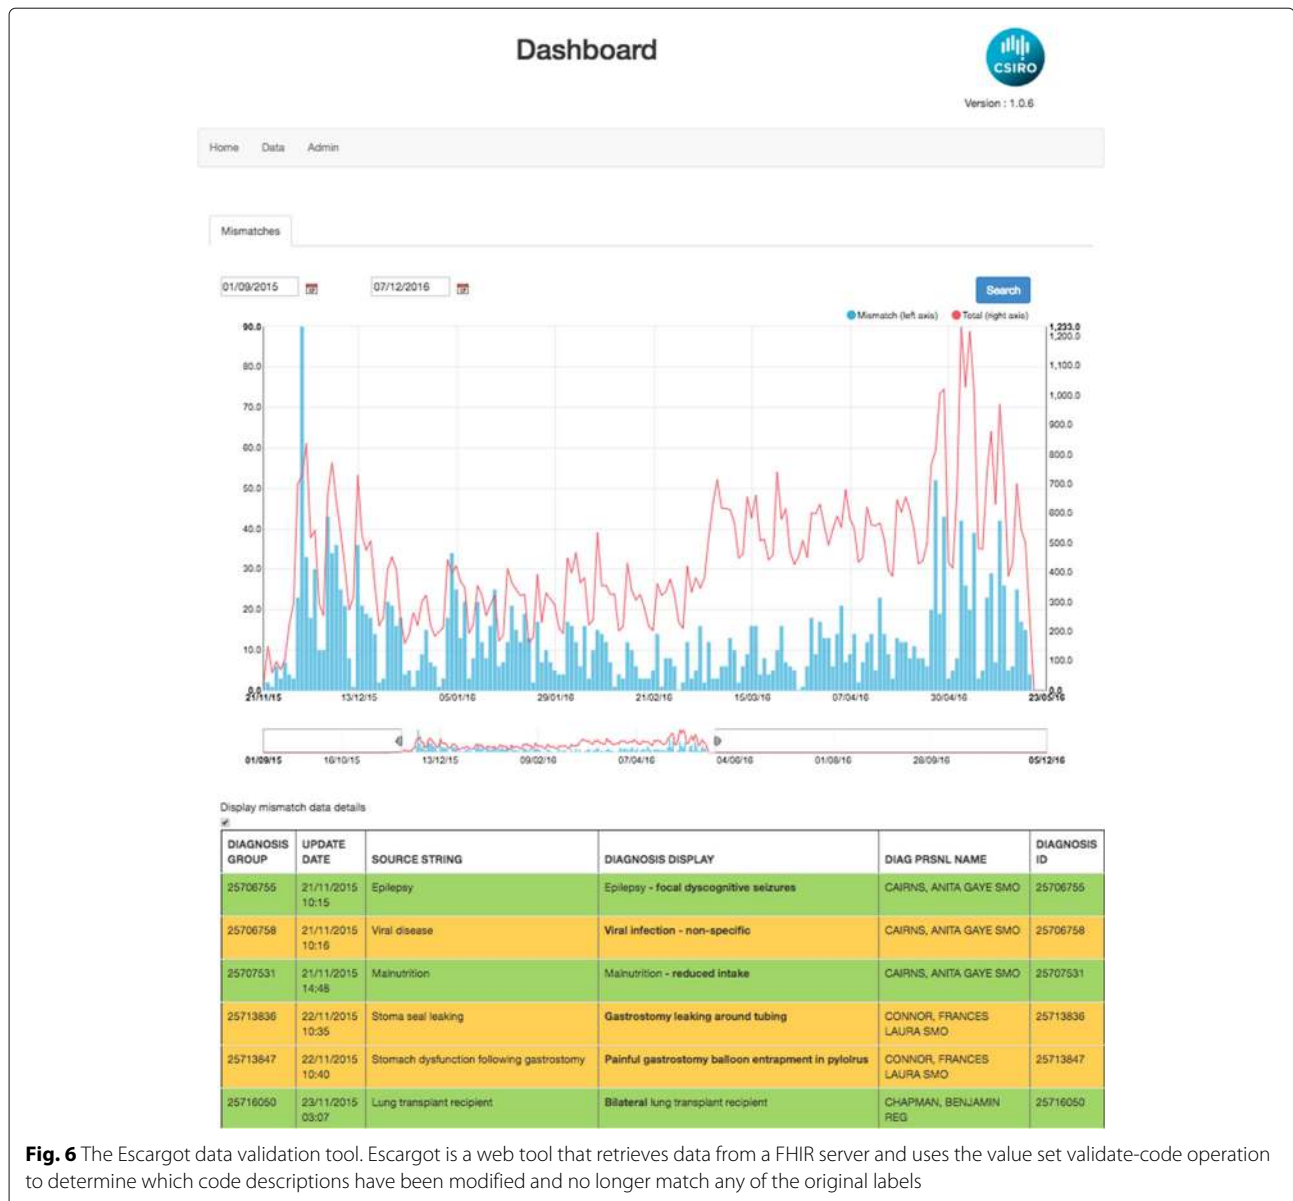 Dashboard
CSIRO
Version : 1.0.6
Home Data Admin
Mismatches
01/09/2015 07/12/2016 Search
Mismatch (left axis) Total (right axis)
90.0 1,233.0
1,200.0
80.0 1,100.0
70.0 1,000.0
900.0
60.0 800.0
50.0 700.0
600.0
40.0 500.0
30.0 400.0
20.0 300.0
200.0
10.0 100.0
0.0 0.0
21/11/15 13/12/15 05/01/16 29/01/16 21/02/16 15/03/16 07/04/16 30/04/16 23/05/16
01/09/15 16/10/15 13/12/15 09/02/16 07/04/16 04/06/16 01/08/16 28/09/16 05/12/16
Display mismatch data details
DIAGNOSIS GROUP UPDATE DATE SOURCE STRING DIAGNOSIS DISPLAY DIAG PRSNL NAME DIAGNOSIS ID
25706755 21/11/2015 10:15 Epilepsy Epilepsy - focal dyscognitive seizures CAIRNS, ANITA GAYE SMO 25706755
25706758 21/11/2015 10:16 Viral disease Viral infection - non-specific CAIRNS, ANITA GAYE SMO 25706758
25707531 21/11/2015 14:48 Malnutrition Malnutrition - reduced intake CAIRNS, ANITA GAYE SMO 25707531
25713836 22/11/2015 10:35 Stoma seal leaking Gastrostomy leaking around tubing CONNOR, FRANCES LAURA SMO 25713836
25713847 22/11/2015 10:40 Stomach dysfunction following gastrostomy Painful gastrostomy balloon entrapment in pylolrus CONNOR, FRANCES LAURA SMO 25713847
25716050 23/11/2015 03:07 Lung transplant recipient Bilateral lung transplant recipient CHAPMAN, BENJAMIN REG 25716050
Fig. 6 The Escargot data validation tool. Escargot is a web tool that retrieves data from a FHIR server and uses the value set validate-code operation
to determine which code descriptions have been modified and no longer match any of the original labels